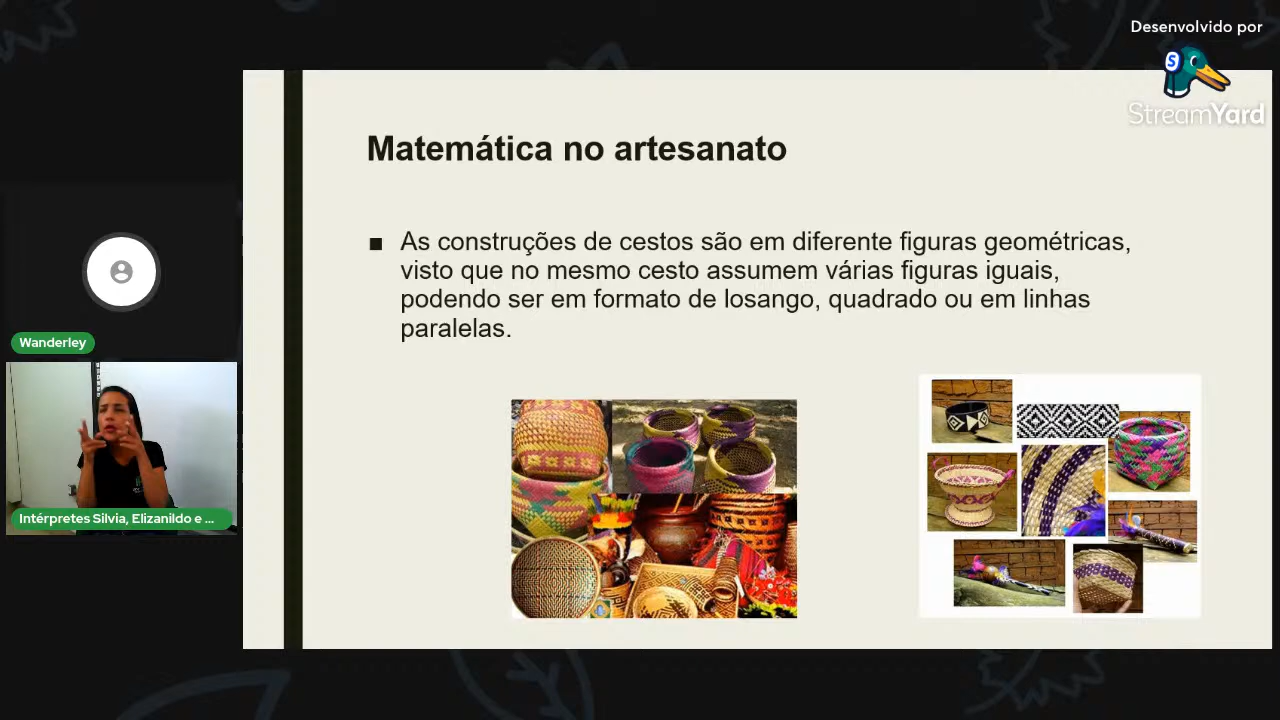 Desenvolvido por
StreamYard
Matemática no artesanato
■ As construções de cestos são em diferente figuras geométricas,
visto que no mesmo cesto assumem várias figuras iguais,
podendo ser em formato de losango, quadrado ou em linhas
paralelas.
Wanderley
Intérpretes Silvia, Elizanildo e ...